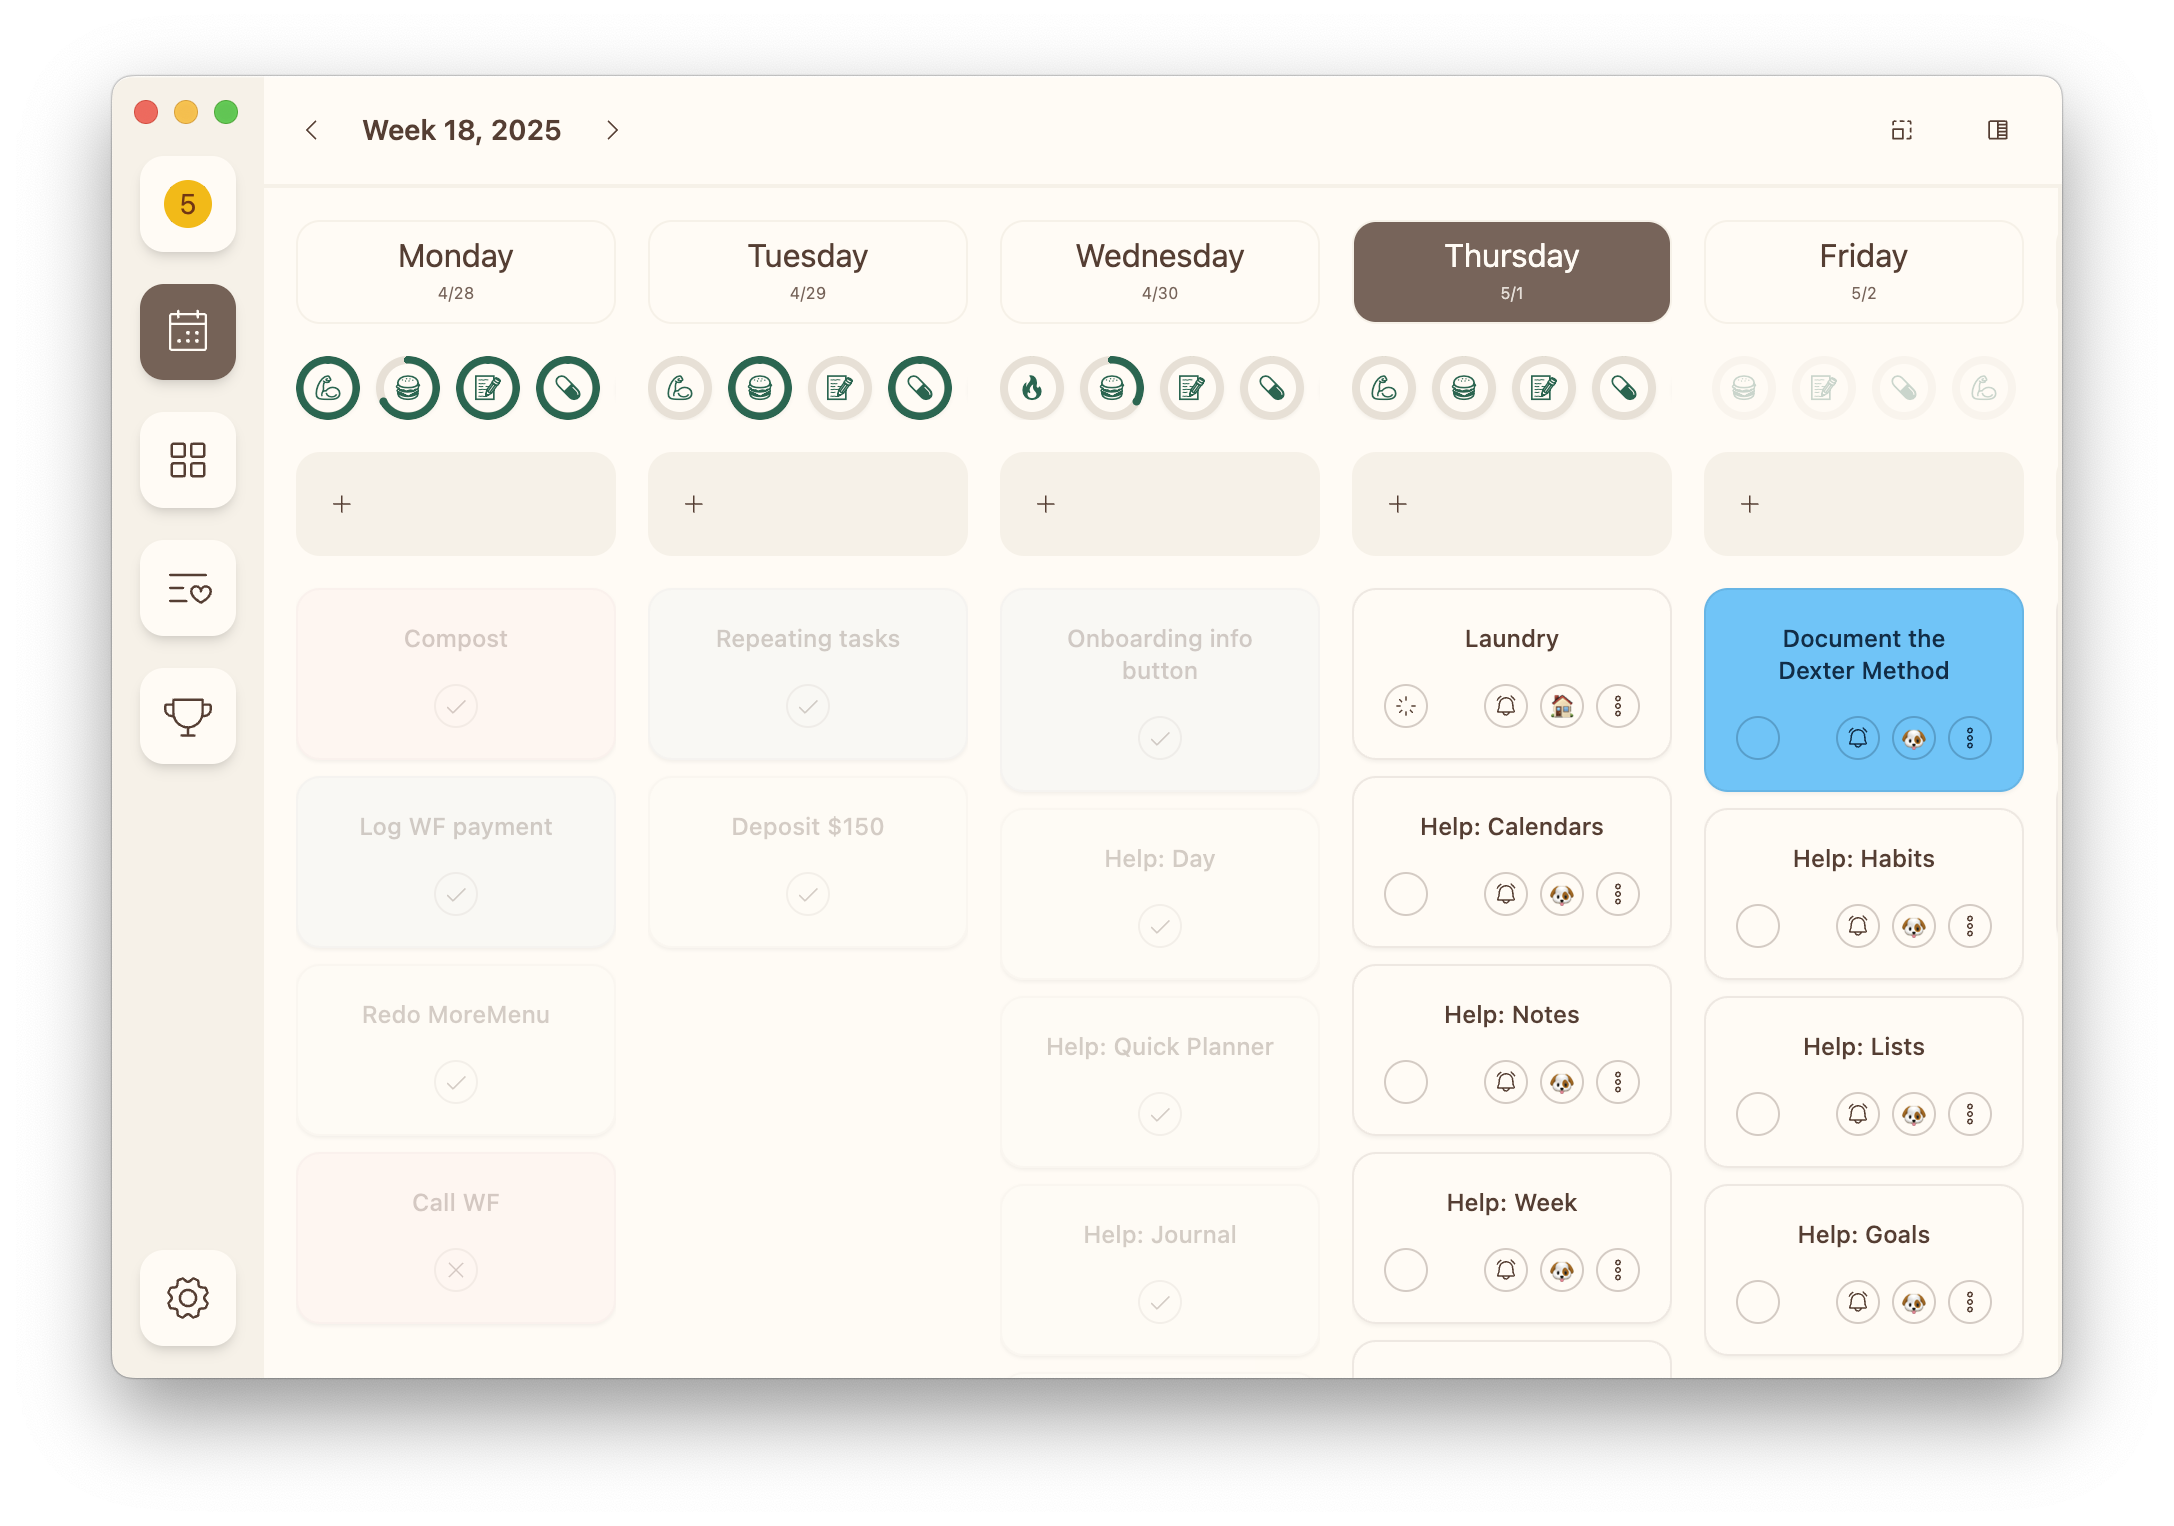 Week 18, 2025
5
Monday
4/28
Tuesday
4/29
Wednesday
4/30
Thursday
5/1
Friday
5/2
Compost
Log WF payment
Redo MoreMenu
Call WF
Repeating tasks
Deposit $150
Onboarding info
button
Help: Day
Help: Quick Planner
Help: Journal
Laundry
Help: Calendars
Help: Notes
Help: Week
Document the
Dexter Method
Help: Habits
Help: Lists
Help: Goals